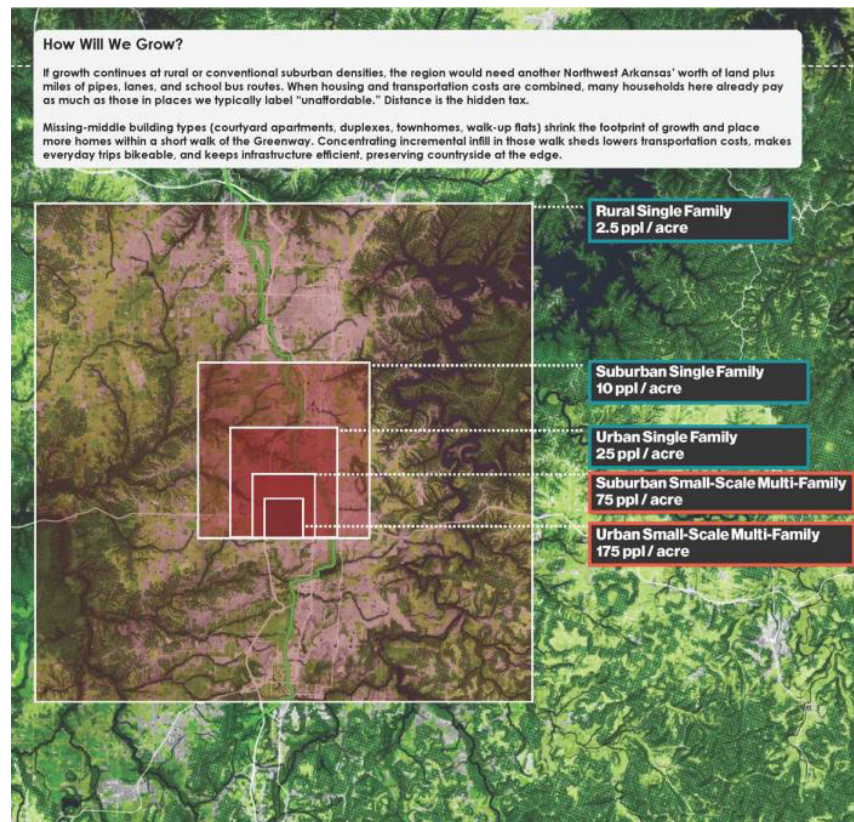 How Will We Grow?
If growth continues at rural or conventional suburban densities, the region would need another Northwest Arkansas' worth of land plus
miles of pipes, lanes, and school bus routes. When housing and transportation costs are combined, many households here already pay
as much as those in places we typically label “unaffordable.” Distance is the hidden tax.
Missing-middle building types (courtyard apartments, duplexes, townhomes, walk-up flats) shrink the footprint of growth and place
more homes within a short walk of the Greenway. Concentrating incremental infill in those walk sheds lowers transportation costs, makes
everyday trips bikeable, and keeps infrastructure efficient, preserving countryside at the edge.
Rural Single Family
2.5 ppl / acre
Suburban Single Family
10 ppl / acre
Urban Single Family
25 ppl / acre
Suburban Small-Scale Multi-Family
75 ppl / acre
Urban Small-Scale Multi-Family
175 ppl / acre